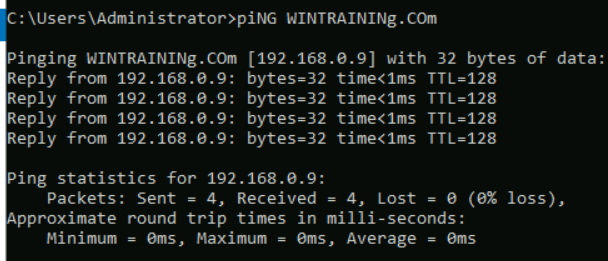 C:\Users\Administrator>piNG WINTRAINING.COm
Pinging WINTRAININg.COm [192.168.0.9] with 32 bytes of data:
Reply from 192.168.0.9: bytes=32 time<1ms TTL=128
Reply from 192.168.0.9: bytes=32 time<1ms TTL=128
Reply from 192.168.0.9: bytes=32 time<1ms TTL=128
Reply from 192.168.0.9: bytes=32 time<1ms TTL=128
Ping statistics for 192.168.0.9:
Packets: Sent = 4, Received = 4, Lost = 0 (0% loss),
Approximate round trip times in milli-seconds:
Minimum = 0ms, Maximum = 0ms, Average = 0ms